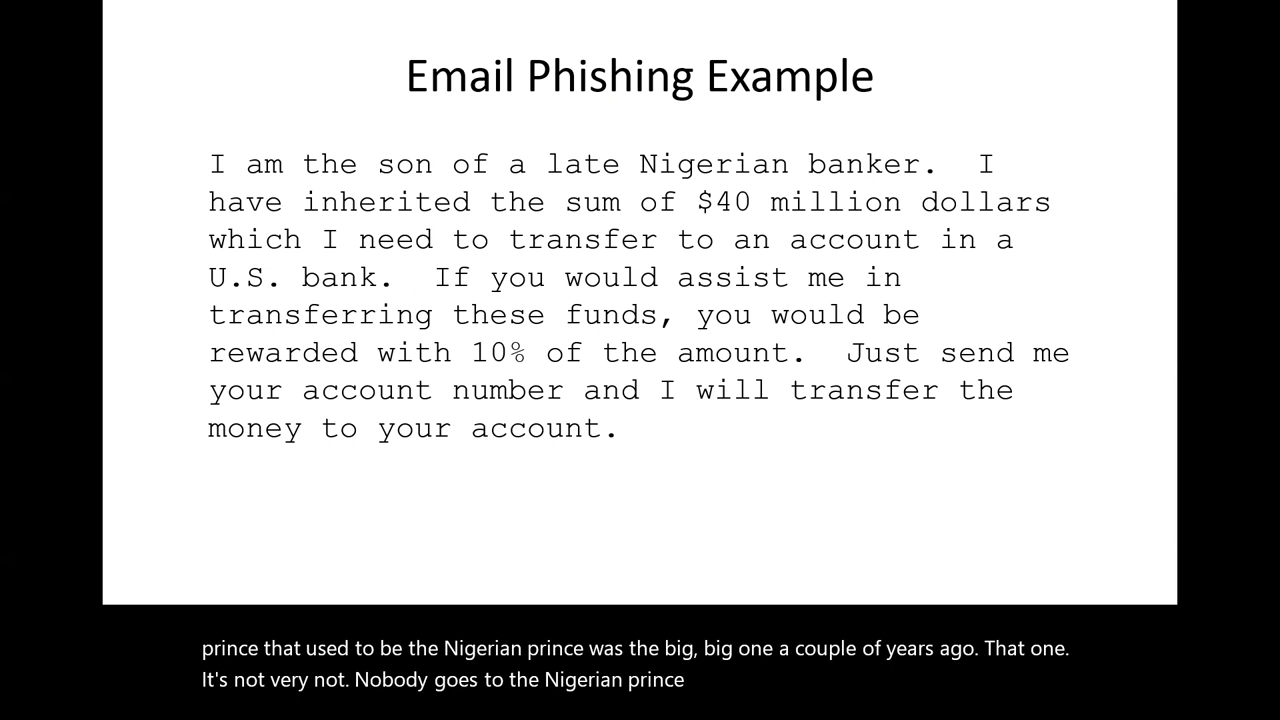 Email Phishing Example
I am the son of a late Nigerian banker.  I
have inherited the sum of $40 million dollars
which I need to transfer to an account in a
U.S. bank.  If you would assist me in
transferring these funds, you would be
rewarded with 10% of the amount.  Just send me
your account number and I will transfer the
money to your account.
prince that used to be the Nigerian prince was the big, big one a couple of years ago. That one.
It's not very not. Nobody goes to the Nigerian prince